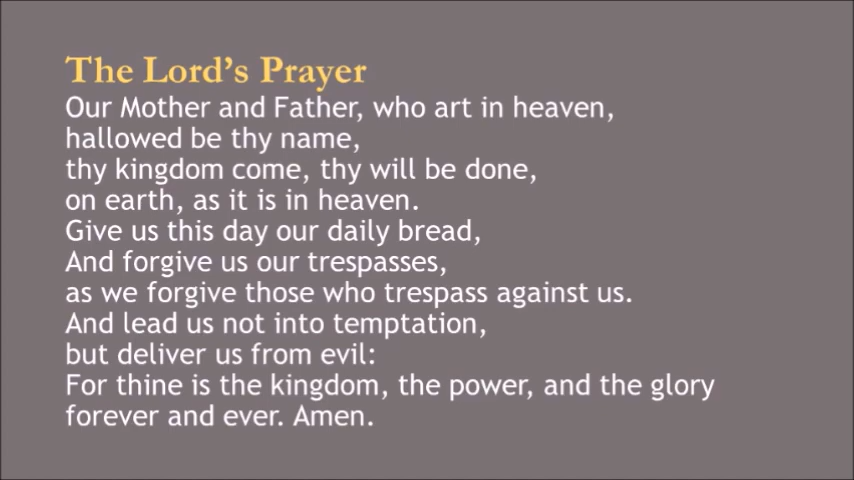 The Lord's Prayer
Our Mother and Father, who art in heaven,
hallowed be thy name,
thy kingdom come, thy will be done,
on earth, as it is in heaven.
Give us this day our daily bread,
And forgive us our trespasses,
as we forgive those who trespass against us.
And lead us not into temptation,
but deliver us from evil:
For thine is the kingdom, the power, and the glory
forever and ever. Amen.